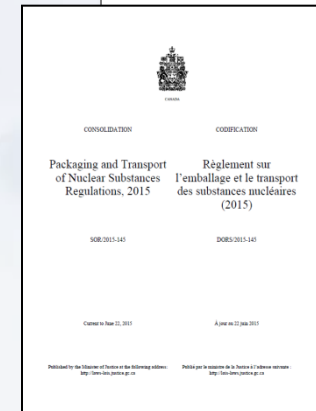 CANADA
CONSOLIDATION
CODIFICATION
Packaging and Transport
of Nuclear Substances
Regulations, 2015
Règlement sur
l'emballage et le transport
des substances nucléaires
(2015)
SOR/2015-145
DORS/2015-145
Current to June 22, 2015
À jour au 22 juin 2015
Published by the Minister of Justice at the following address:
http://laws-lois.justice.gc.ca
Publié par le ministre de la Justice à l'adresse suivante :
http://lois-laws.justice.gc.ca